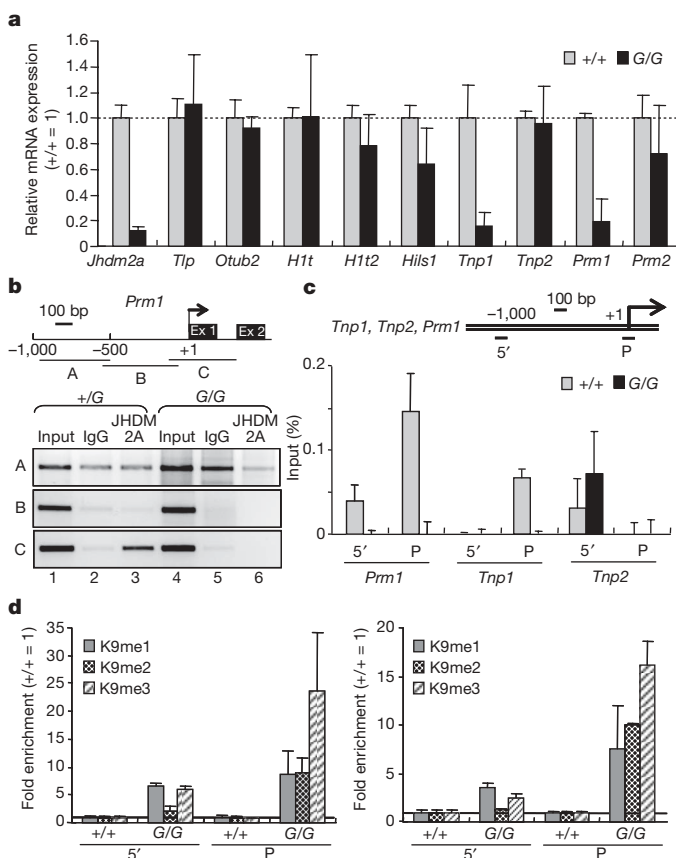 a
+/+ G/G
Relative mRNA expression
(+/+ = 1)
1.6
1.4
1.2
1.0
0.8
0.6
0.4
0.2
0
Jhdm2a Tlp Otub2 H1t H1t2 Hils1 Tnp1 Tnp2 Prm1 Prm2
b
Prm1
100 bp
Ex 1 Ex 2
−1,000 −500 +1
A B C
+/G G/G
Input IgG JHDM 2A Input IgG JHDM 2A
A
B
C
1 2 3 4 5 6
c
100 bp
−1,000 +1
Tnp1, Tnp2, Prm1
5′ P
+/+ G/G
Input (%)
0.2
0.1
0
5′ P 5′ P 5′ P
Prm1 Tnp1 Tnp2
d
Fold enrichment (+/+ = 1)
35
30
25
20
15
10
5
K9me1
K9me2
K9me3
+/+ G/G +/+ G/G
5′ P
Fold enrichment (+/+ = 1)
20
15
10
5
0
K9me1
K9me2
K9me3
+/+ G/G +/+ G/G
5′ P